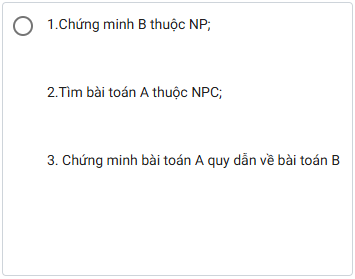 1.Chứng minh B thuộc NP;
2.Tìm bài toán A thuộc NPC;
3. Chứng minh bài toán A quy dẫn về bài toán B